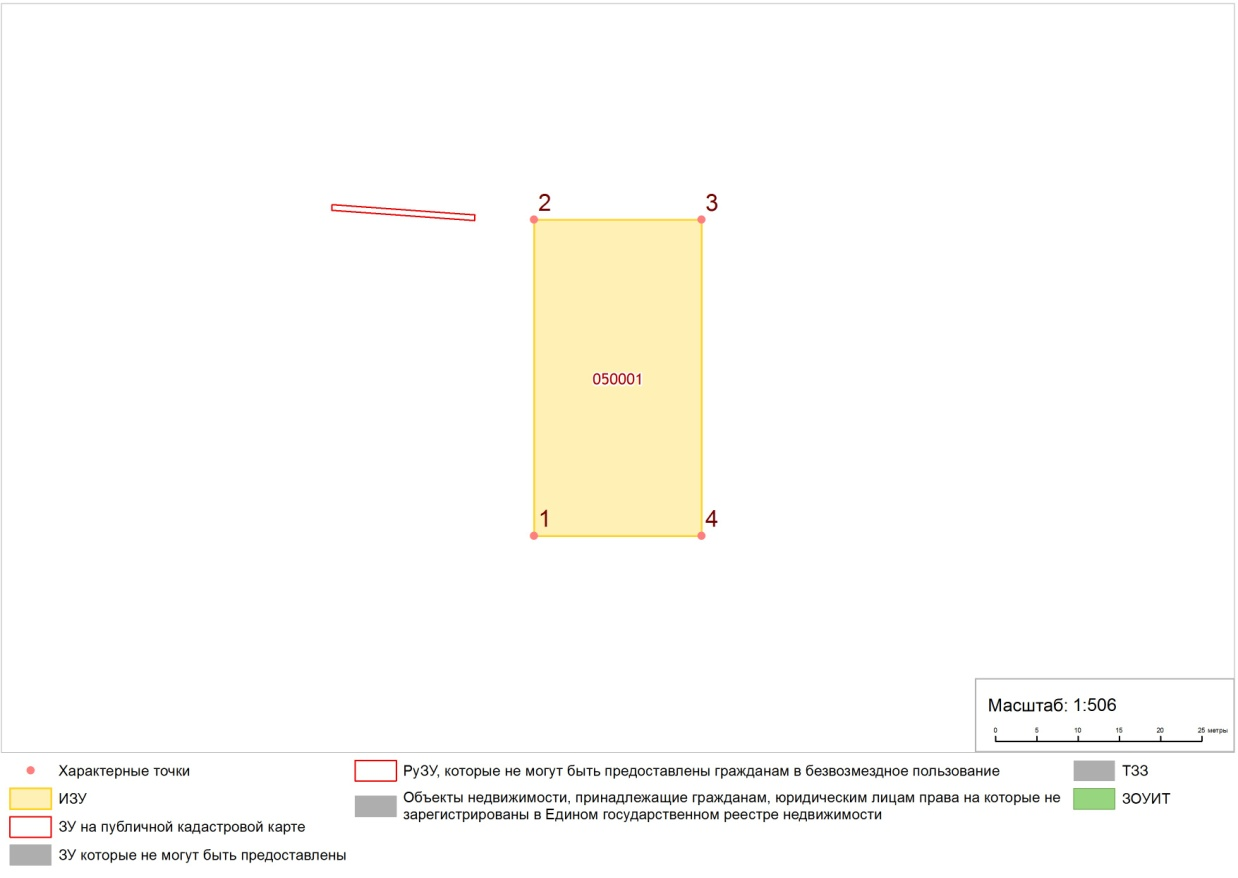 2
3
050001
1
4
Масштаб: 1:506
0 5 10 15 20 25 метры
Характерные точки
ИЗУ
ЗУ на публичной кадастровой карте
ЗУ которые не могут быть предоставлены
РуЗУ, которые не могут быть предоставлены гражданам в безвозмездное пользование
Объекты недвижимости, принадлежащие гражданам, юридическим лицам права на которые не
зарегистрированы в Едином государственном реестре недвижимости
ТЗЗ
ЗОУИТ